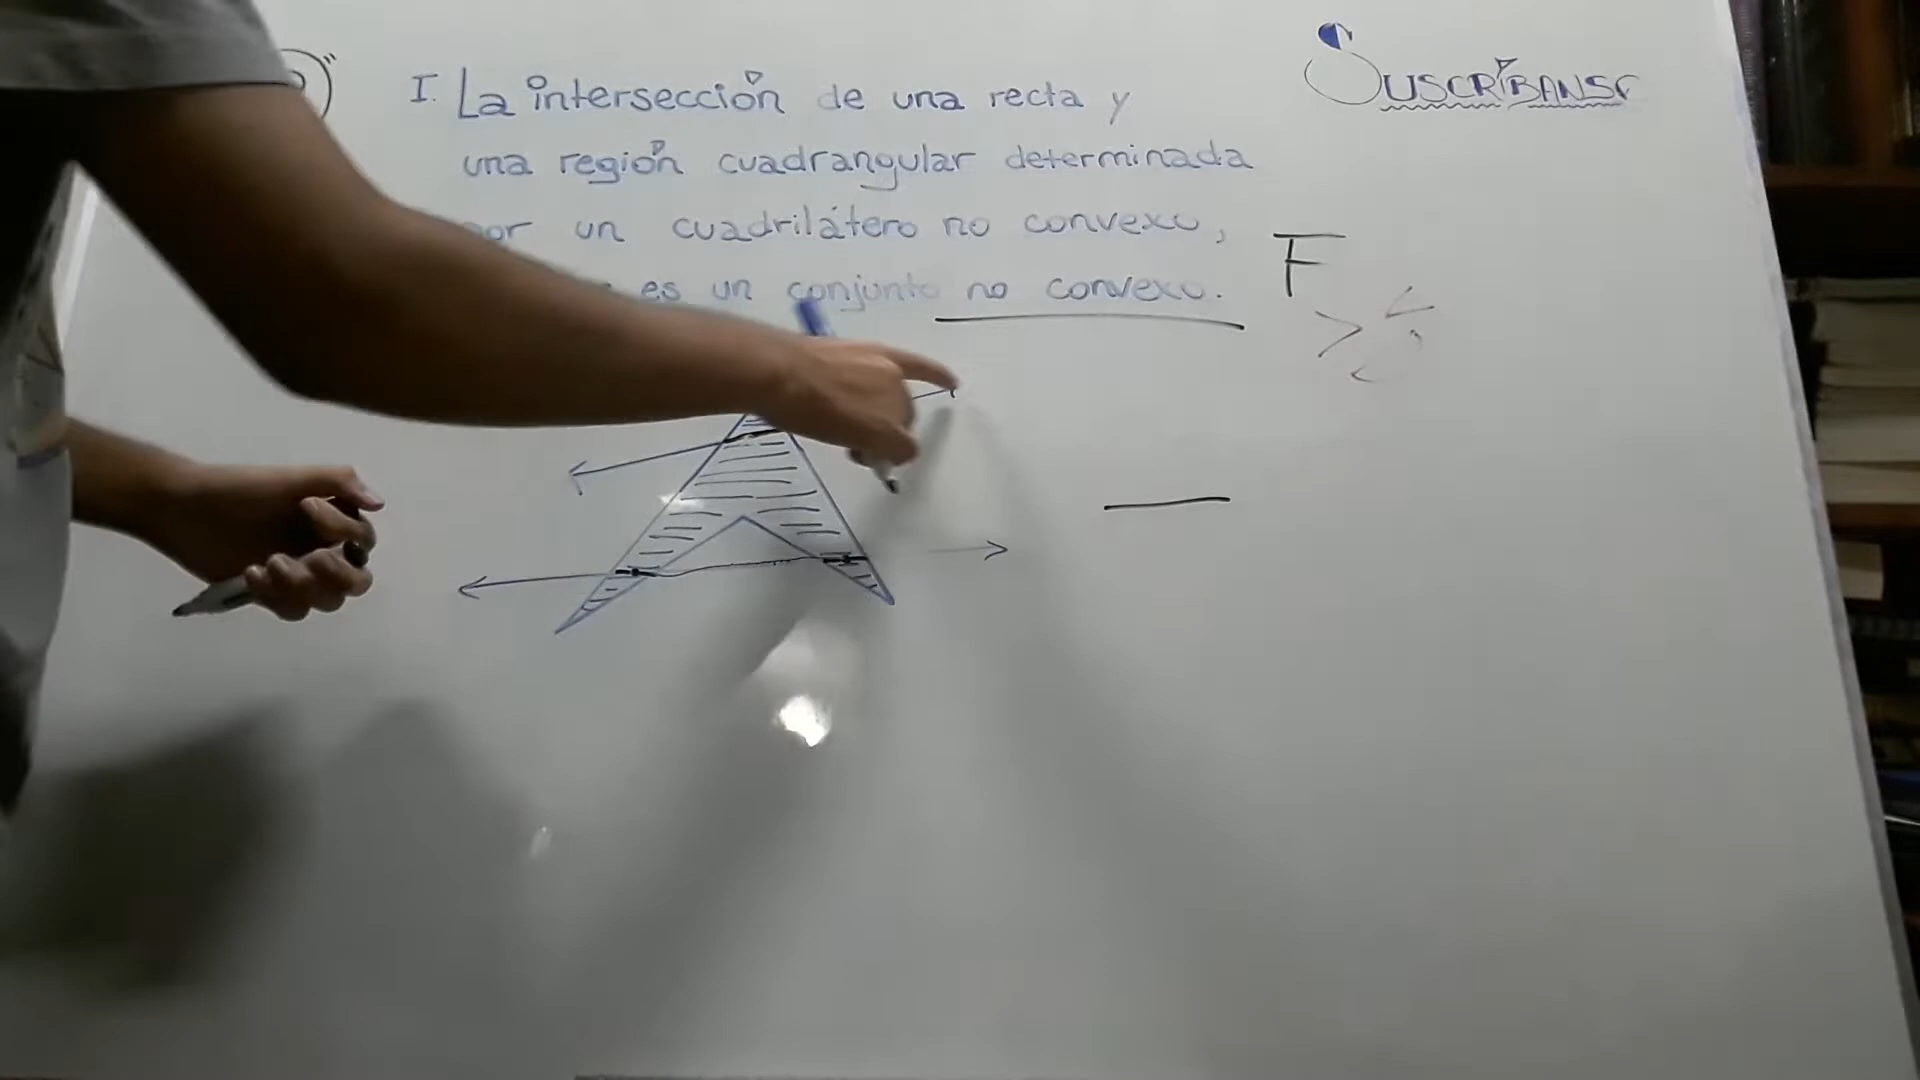 I. La intersección de una recta y
una región cuadrangular determinada
por un cuadrilátero no convexo,
es un conjunto no convexo.
F
SUSCRÍBANSE